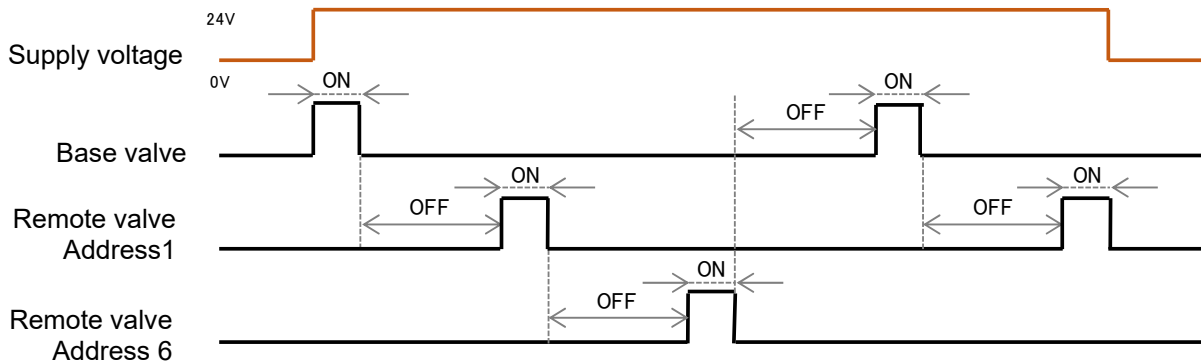 24V
Supply voltage
0V
ON
ON
OFF
Base valve
ON
ON
OFF
OFF
Remote valve
Address1
ON
OFF
Remote valve
Address 6